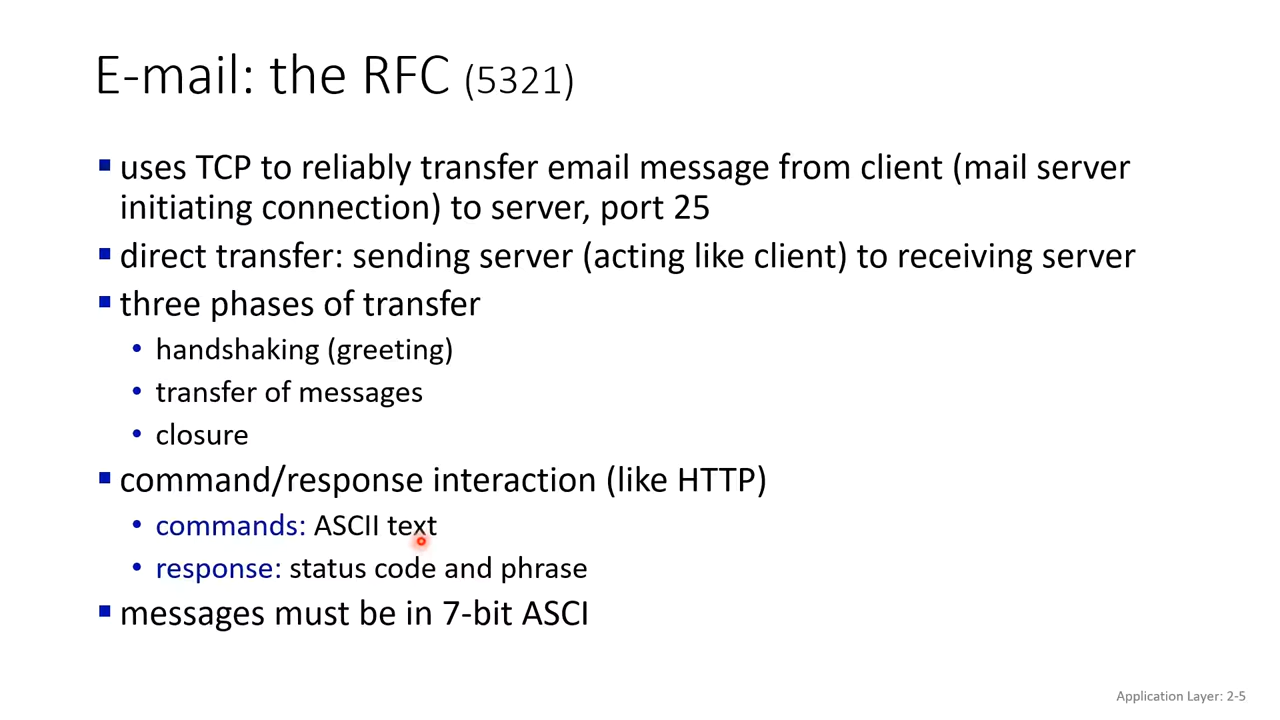 E-mail: the RFC (5321)
uses TCP to reliably transfer email message from client (mail server
initiating connection) to server, port 25
direct transfer: sending server (acting like client) to receiving server
three phases of transfer
handshaking (greeting)
transfer of messages
closure
command/response interaction (like HTTP)
commands: ASCII text
response: status code and phrase
messages must be in 7-bit ASCI
Application Layer: 2-5